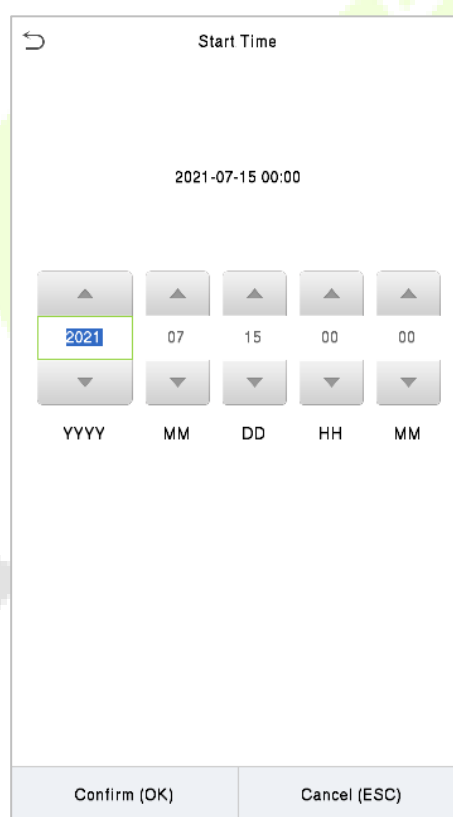 Start Time
2021-07-15 00:00
2021 07 15 00 00
YYYY MM DD HH MM
Confirm (OK) Cancel (ESC)